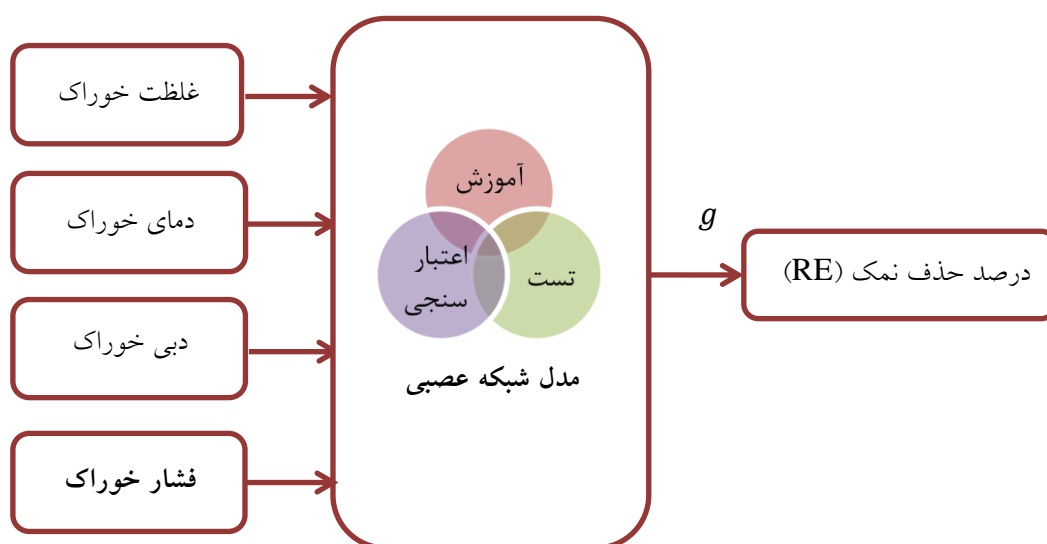 غلظت خوراک
دمای خوراک
دبی خوراک
فشار خوراک
آموزش
اعتبار
سنجی
تست
مدل شبکه عصبی
g
درصد حذف نمک (RE)